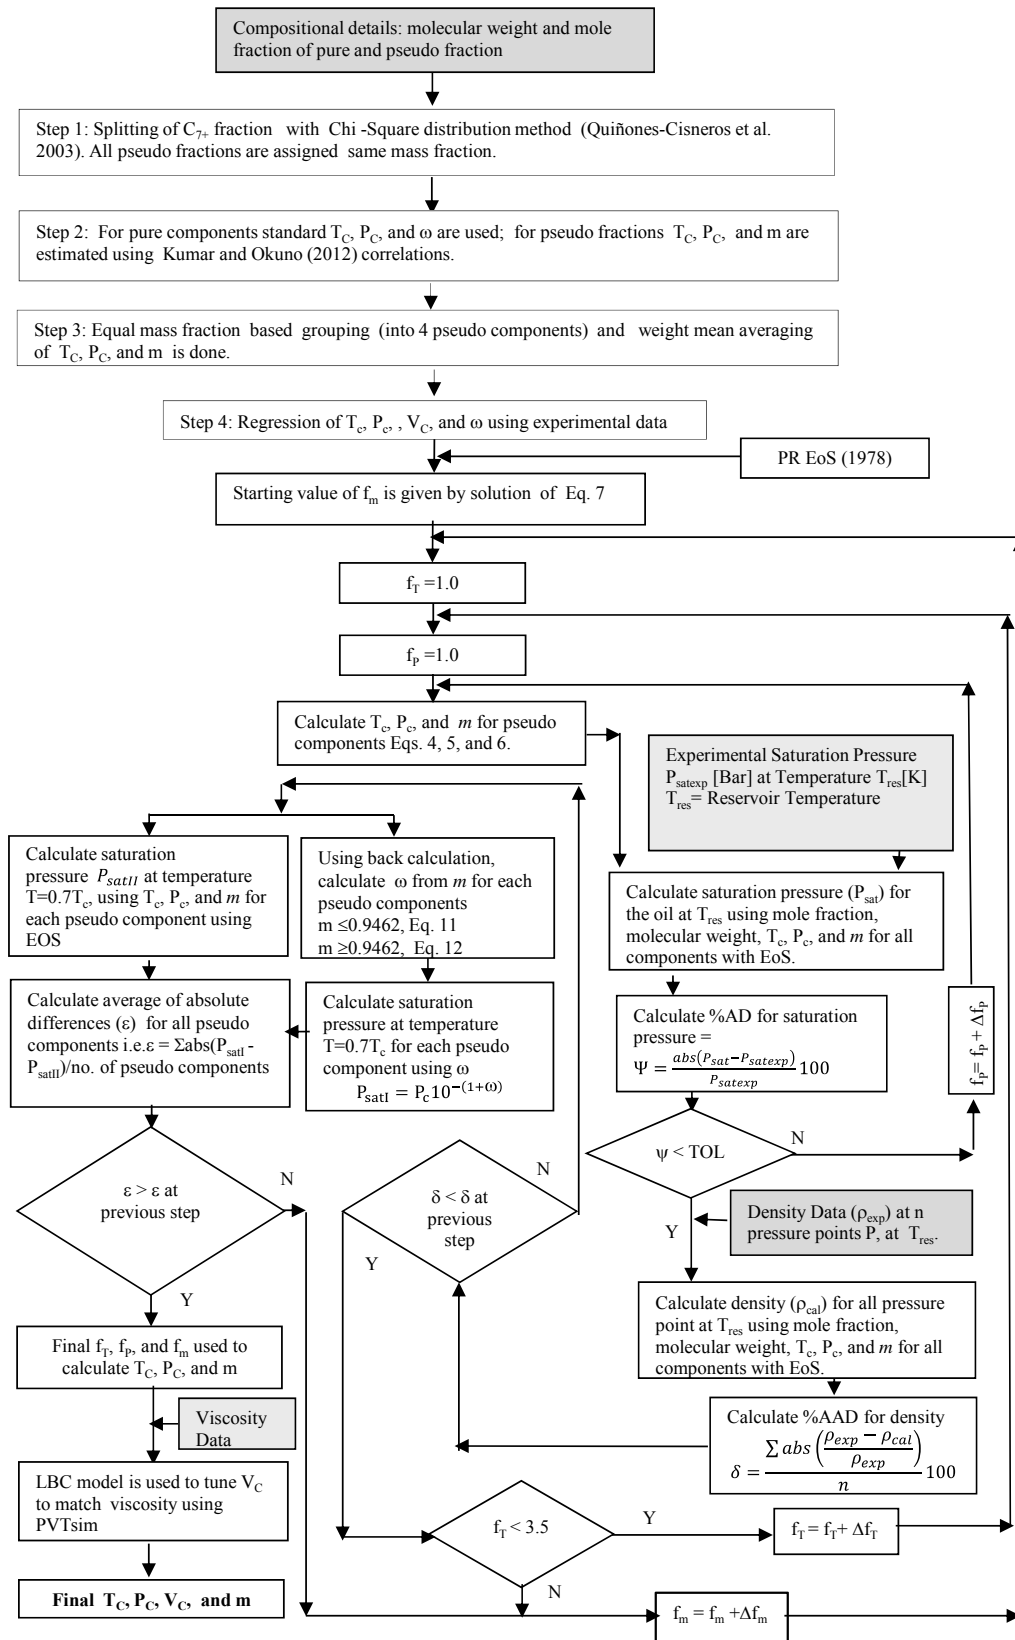 Compositional details: molecular weight and mole
fraction of pure and pseudo fraction
Step 1: Splitting of C7+ fraction with Chi -Square distribution method (Quiñones-Cisneros et al.
2003). All pseudo fractions are assigned same mass fraction.
Step 2: For pure components standard TC, PC, and ω are used; for pseudo fractions TC, PC, and m are
estimated using Kumar and Okuno (2012) correlations.
Step 3: Equal mass fraction based grouping (into 4 pseudo components) and weight mean averaging
of TC, PC, and m is done.
Step 4: Regression of Tc, Pc, , VC, and ω using experimental data
PR EoS (1978)
Starting value of fm is given by solution of Eq. 7
fT =1.0
fP =1.0
Calculate Tc, Pc, and m for pseudo
components Eqs. 4, 5, and 6.
Experimental Saturation Pressure
Psatexp [Bar] at Temperature Tres[K]
Tres= Reservoir Temperature
Calculate saturation
pressure PsatII at temperature
T=0.7Tc, using Tc, Pc, and m for
each pseudo component using
EOS
Using back calculation,
calculate ω from m for each
pseudo components
m ≤0.9462, Eq. 11
m ≥0.9462, Eq. 12
Calculate saturation pressure (Psat) for
the oil at Tres using mole fraction,
molecular weight, Tc, Pc, and m for all
components with EoS.
Calculate average of absolute
differences (ε) for all pseudo
components i.e.ε = Σabs(PsatI -
PsatII)/no. of pseudo components
Calculate saturation
pressure at temperature
T=0.7Tc for each pseudo
component using ω
PsatI = Pc10^−(1+ω)
Calculate %AD for saturation
pressure =
Ψ = abs(Psat−Psatexp)/Psatexp 100
fP= fP + ΔfP
ψ < TOL
N
Y
ε > ε at
previous step
N
Y
δ < δ at
previous
step
N
Y
Density Data (ρexp) at n
pressure points P, at Tres.
Calculate density (ρcal) for all pressure
point at Tres using mole fraction,
molecular weight, Tc, Pc, and m for all
components with EoS.
Final fT, fP, and fm used to
calculate TC, PC, and m
Viscosity
Data
Calculate %AAD for density
δ = ∑ abs((ρexp − ρcal)/ρexp)/n 100
LBC model is used to tune VC
to match viscosity using
PVTsim
fT < 3.5
Y
N
fT = fT+ ΔfT
Final TC, PC, VC, and m
fm = fm +Δfm